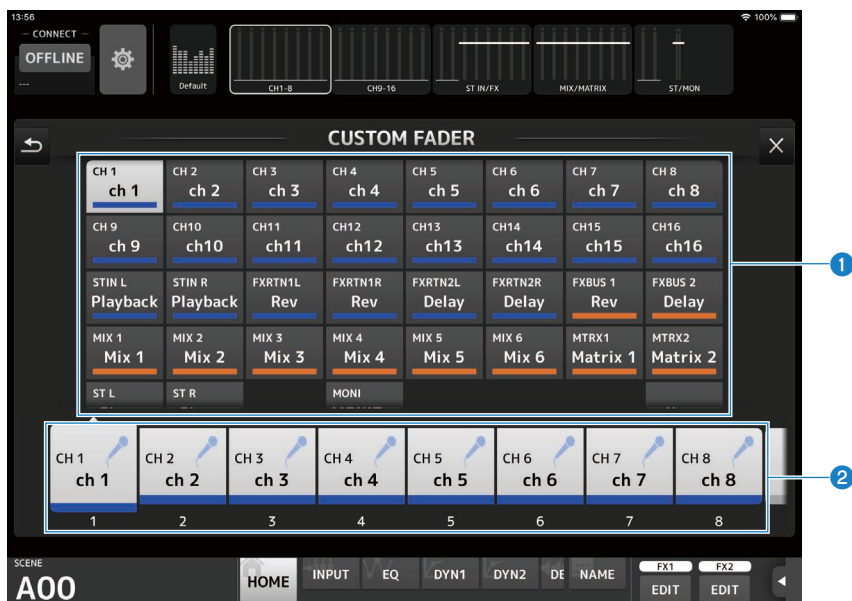 13:56
100%
CONNECT
OFFLINE
---
Default
CH1-8
CH9-16
ST IN/FX
MIX/MATRIX
ST/MON
CUSTOM FADER
CH 1 CH 2 CH 3 CH 4 CH 5 CH 6 CH 7 CH 8
ch 1 ch 2 ch 3 ch 4 ch 5 ch 6 ch 7 ch 8
CH 9 CH10 CH11 CH12 CH13 CH14 CH15 CH16
ch 9 ch10 ch11 ch12 ch13 ch14 ch15 ch16
STIN L STIN R FXRTN1L FXRTN1R FXRTN2L FXRTN2R FXBUS 1 FXBUS 2
Playback Playback Rev Rev Delay Delay Rev Delay
MIX 1 MIX 2 MIX 3 MIX 4 MIX 5 MIX 6 MTRX1 MTRX2
Mix 1 Mix 2 Mix 3 Mix 4 Mix 5 Mix 6 Matrix 1 Matrix 2
ST L ST R MONI
1
CH 1 CH 2 CH 3 CH 4 CH 5 CH 6 CH 7 CH 8
ch 1 ch 2 ch 3 ch 4 ch 5 ch 6 ch 7 ch 8
2
1 2 3 4 5 6 7 8
SCENE
A00
HOME INPUT EQ DYN1 DYN2 DE NAME
FX1 FX2
EDIT EDIT